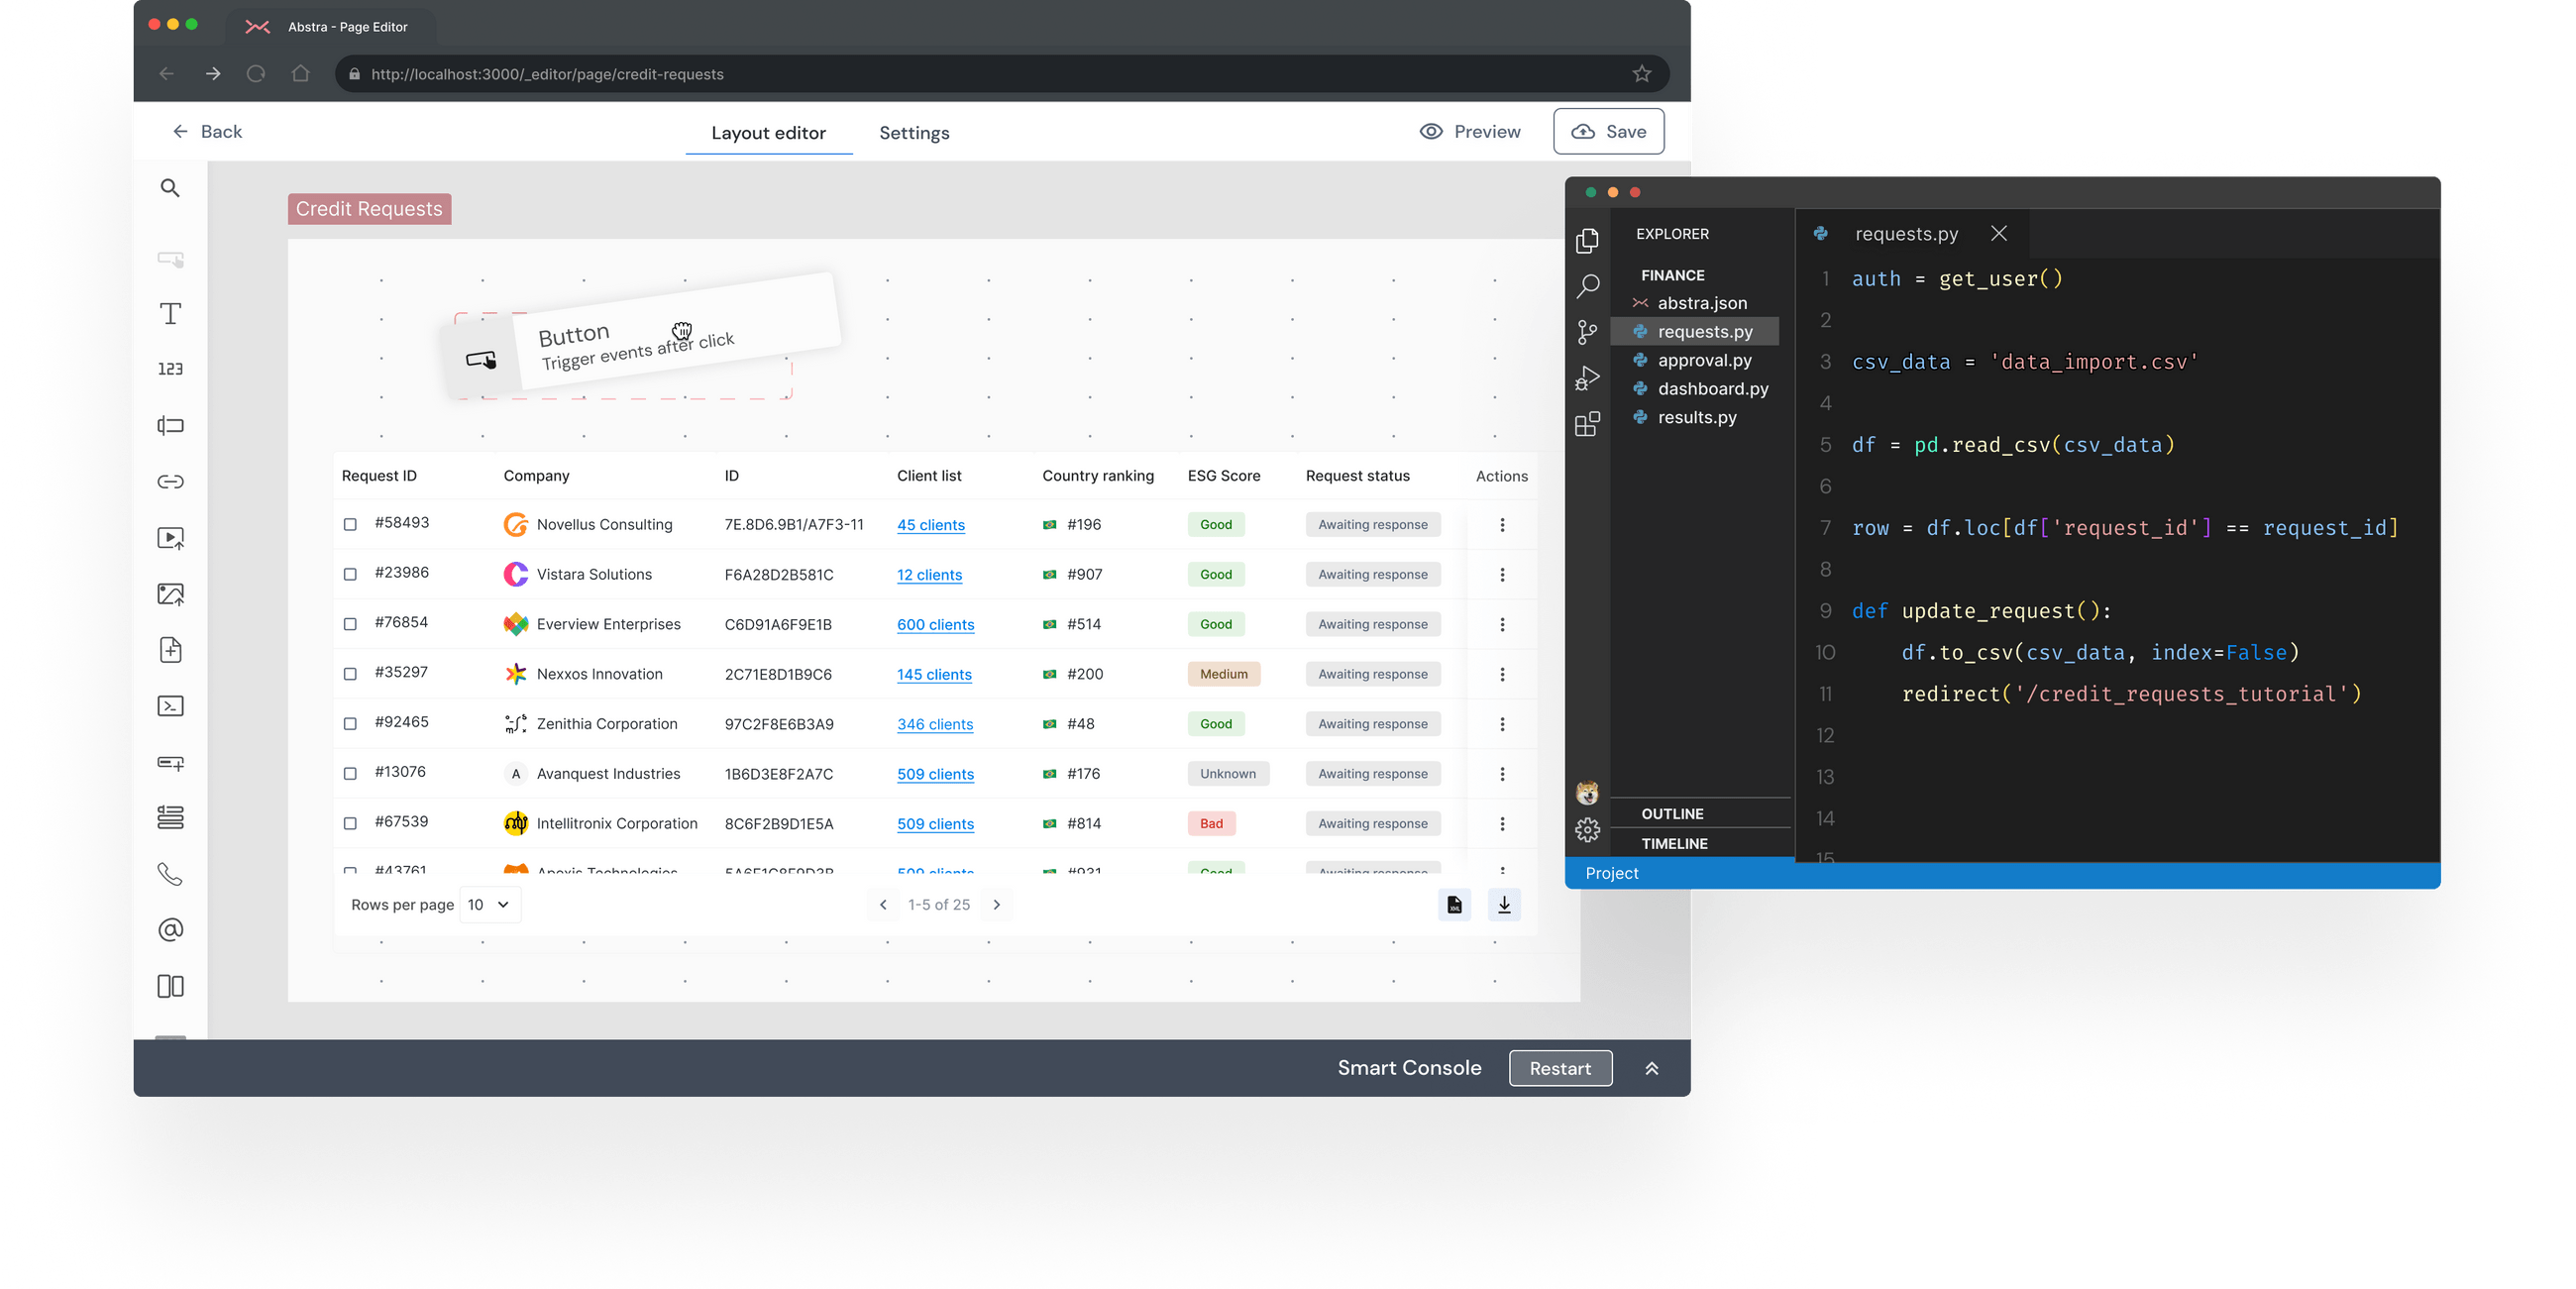 Abstra - Page Editor
http://localhost:3000/_editor/page/credit-requests
Back
Layout editor
Settings
Preview
Save
Credit Requests
Button
Trigger events after click
123
Request ID Company ID Client list Country ranking ESG Score Request status Actions
#58493 Novellus Consulting 7E.8D6.9B1/A7F3-11 45 clients #196 Good Awaiting response
#23986 Vistara Solutions F6A28D2B581C 12 clients #907 Good Awaiting response
#76854 Everview Enterprises C6D91A6F9E1B 600 clients #514 Good Awaiting response
#35297 Nexxos Innovation 2C71E8D1B9C6 145 clients #200 Medium Awaiting response
#92465 Zenithia Corporation 97C2F8E6B3A9 346 clients #48 Good Awaiting response
#13076 A Avanquest Industries 1B6D3E8F2A7C 509 clients #176 Unknown Awaiting response
#67539 Intellitronix Corporation 8C6F2B9D1E5A 509 clients #814 Bad Awaiting response
#43761 Technologies 509 clients #931 Good Awaiting response
Rows per page 10
1-5 of 25
XML
Smart Console
Restart
EXPLORER
FINANCE
abstra.json
requests.py
approval.py
dashboard.py
results.py
OUTLINE
TIMELINE
Project
requests.py
1 auth = get_user()
2
3 csv_data = 'data_import.csv'
4
5 df = pd.read_csv(csv_data)
6
7 row = df.loc[df['request_id'] == request_id]
8
9 def update_request():
10 df.to_csv(csv_data, index=False)
11 redirect('/credit_requests_tutorial')
12
13
14
15